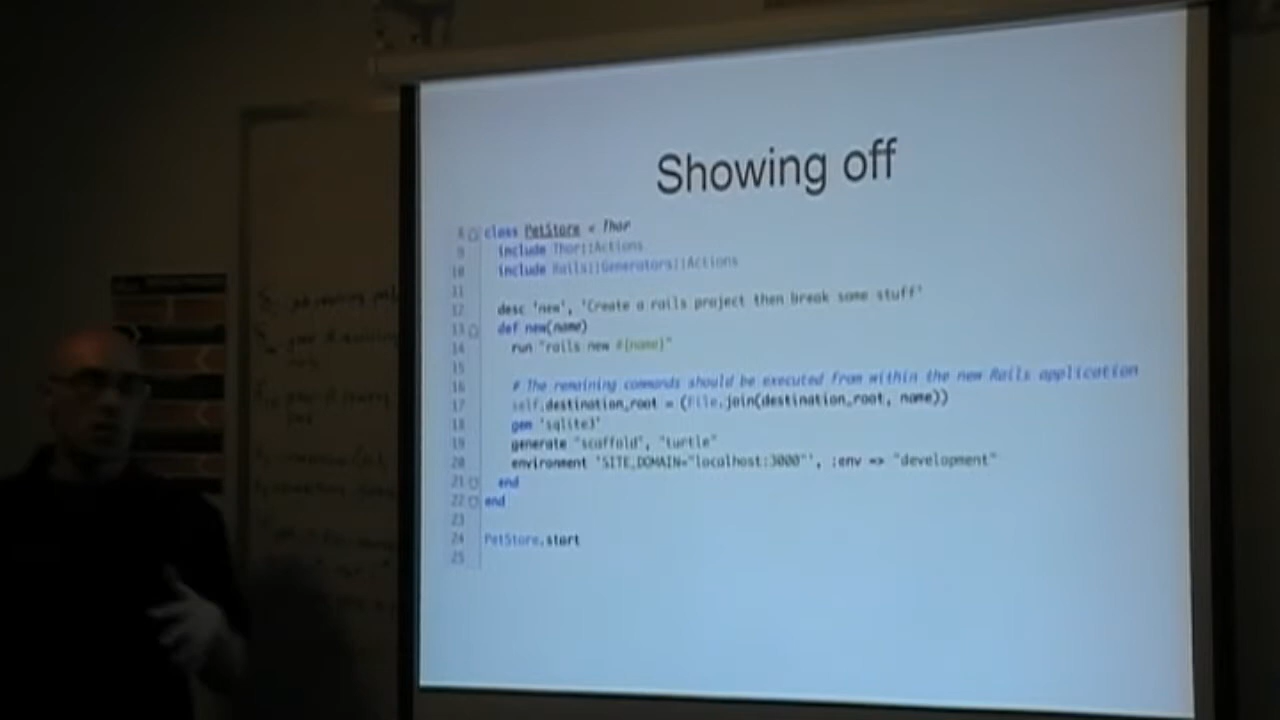 Showing off
8 class PetStore < Thor
9 include Thor::Actions
10 include Rails::Generators::Actions
11
12 desc 'new', 'Create a rails project then break some stuff'
13 def new(name)
14 run "rails new #{name}"
15
16 # The remaining commands should be executed from within the new Rails application
17 self.destination_root = (File.join(destination_root, name))
18 gem 'sqlite3'
19 generate "scaffold", "turtle"
20 environment 'SITE_DOMAIN="localhost:3000"', :env => "development"
21 end
22 end
23
24 PetStore.start
25